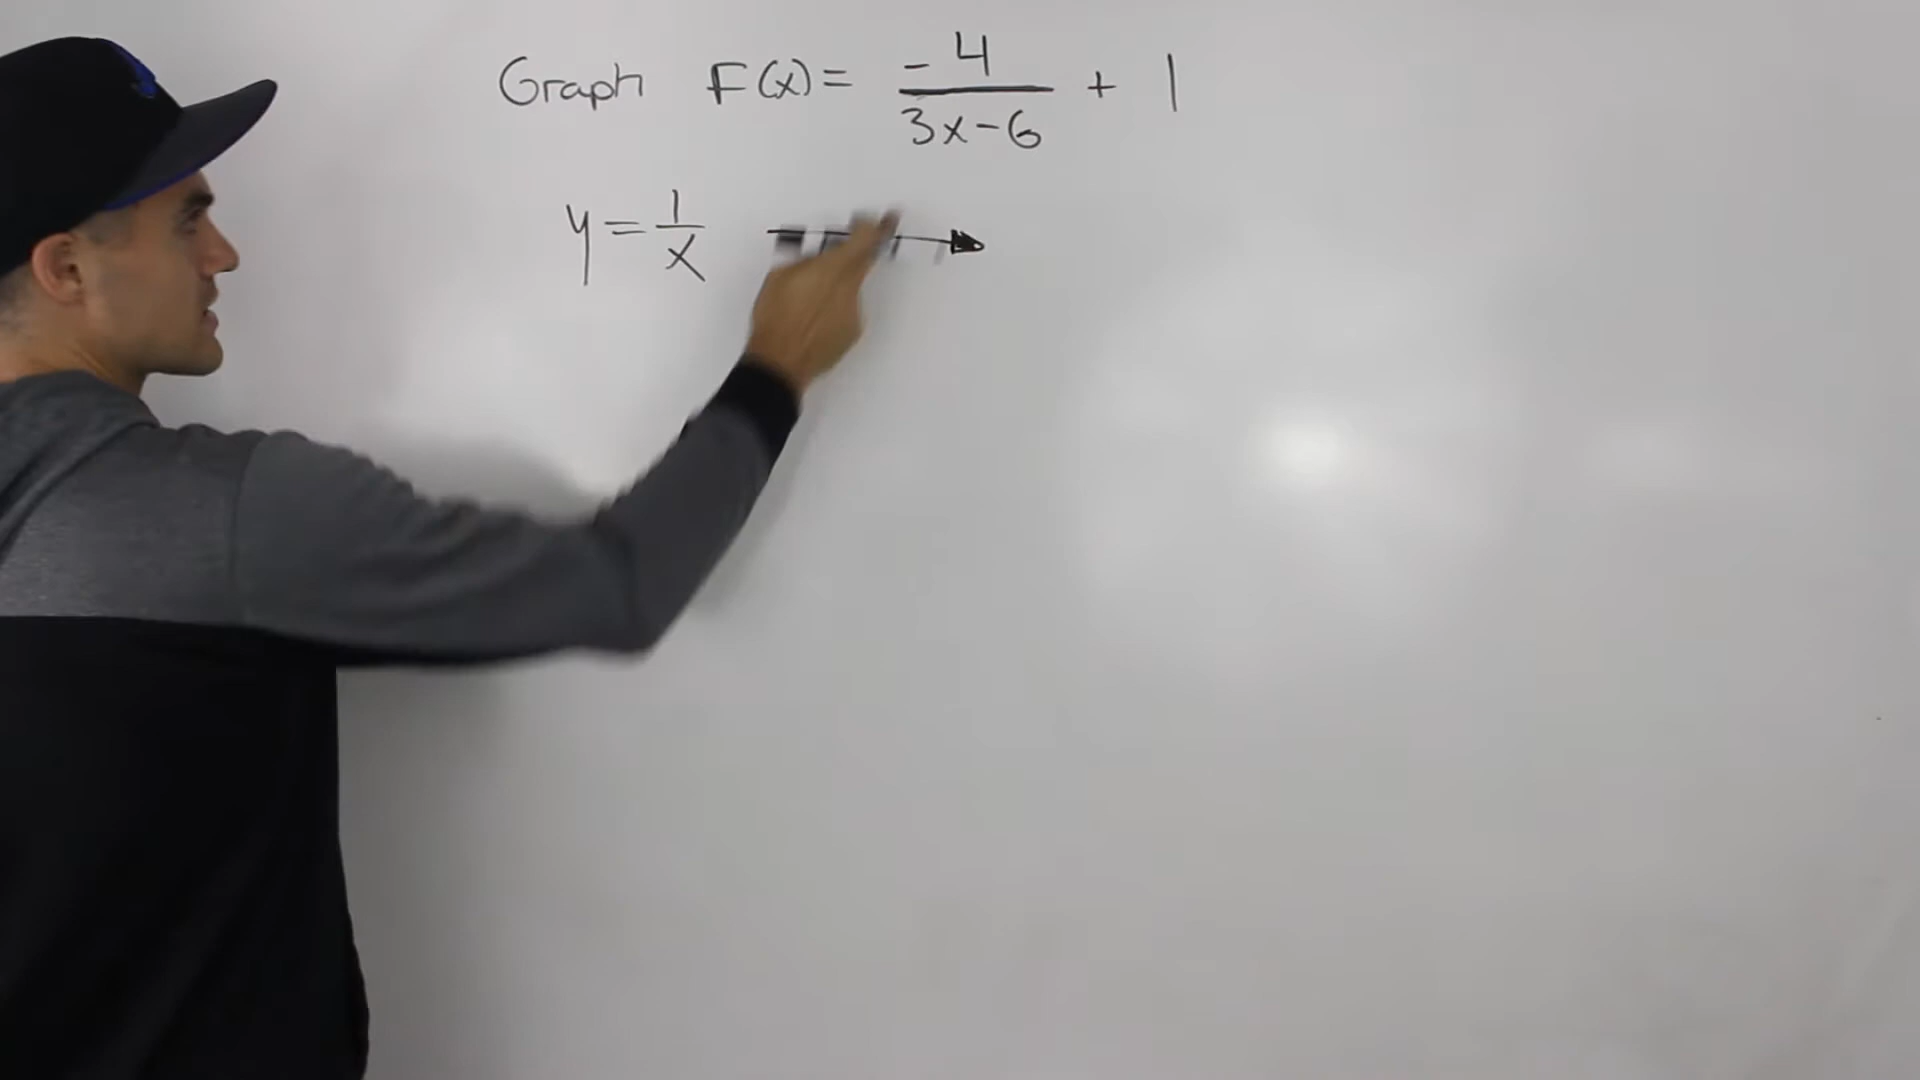 Graph F(x) = -4/(3x-6) + 1
y = 1/x